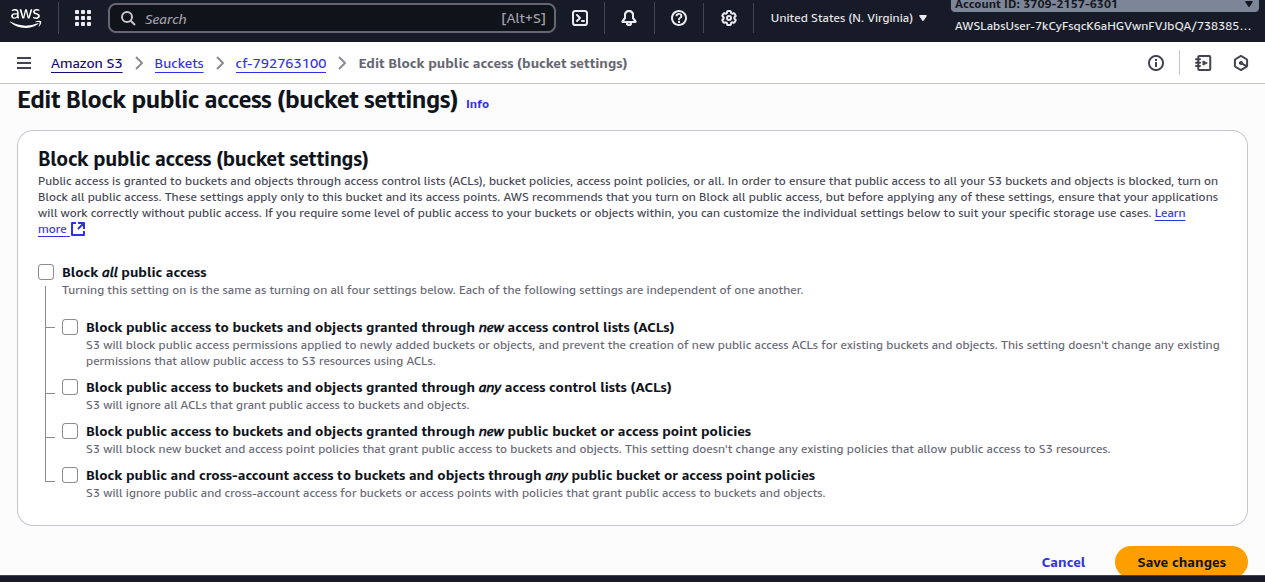 aws
Search
[Alt+S]
United States (N. Virginia)
Account ID: 3709-2157-6301
AWSLabsUser-7kCyFsqcK6aHGVwnFVJbQA/738385...
Amazon S3
Buckets
cf-792763100
Edit Block public access (bucket settings)
Edit Block public access (bucket settings) Info
Block public access (bucket settings)
Public access is granted to buckets and objects through access control lists (ACLs), bucket policies, access point policies, or all. In order to ensure that public access to all your S3 buckets and objects is blocked, turn on
Block all public access. These settings apply only to this bucket and its access points. AWS recommends that you turn on Block all public access, but before applying any of these settings, ensure that your applications
will work correctly without public access. If you require some level of public access to your buckets or objects within, you can customize the individual settings below to suit your specific storage use cases. Learn
more
Block all public access
Turning this setting on is the same as turning on all four settings below. Each of the following settings are independent of one another.
Block public access to buckets and objects granted through new access control lists (ACLs)
S3 will block public access permissions applied to newly added buckets or objects, and prevent the creation of new public access ACLs for existing buckets and objects. This setting doesn't change any existing
permissions that allow public access to S3 resources using ACLs.
Block public access to buckets and objects granted through any access control lists (ACLs)
S3 will ignore all ACLs that grant public access to buckets and objects.
Block public access to buckets and objects granted through new public bucket or access point policies
S3 will block new bucket and access point policies that grant public access to buckets and objects. This setting doesn't change any existing policies that allow public access to S3 resources.
Block public and cross-account access to buckets and objects through any public bucket or access point policies
S3 will ignore public and cross-account access for buckets or access points with policies that grant public access to buckets and objects.
Cancel
Save changes